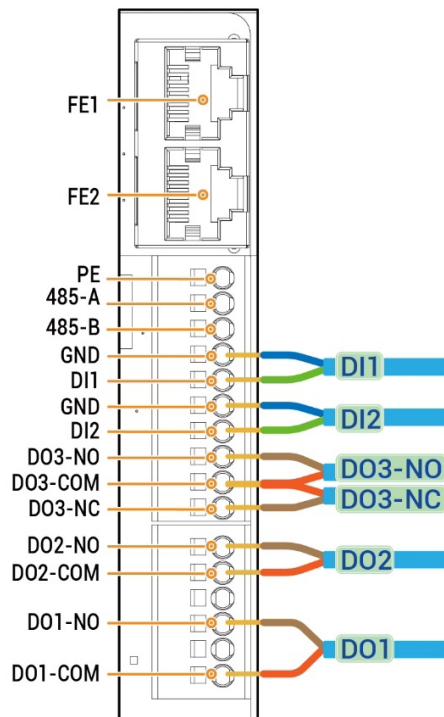 FE1
FE2
PE
485-A
485-B
GND
DI1
DI1
GND
DI2
DI2
DO3-NO
DO3-NO
DO3-COM
DO3-NC
DO3-NC
DO2-NO
DO2
DO2-COM
DO1-NO
DO1
DO1-COM